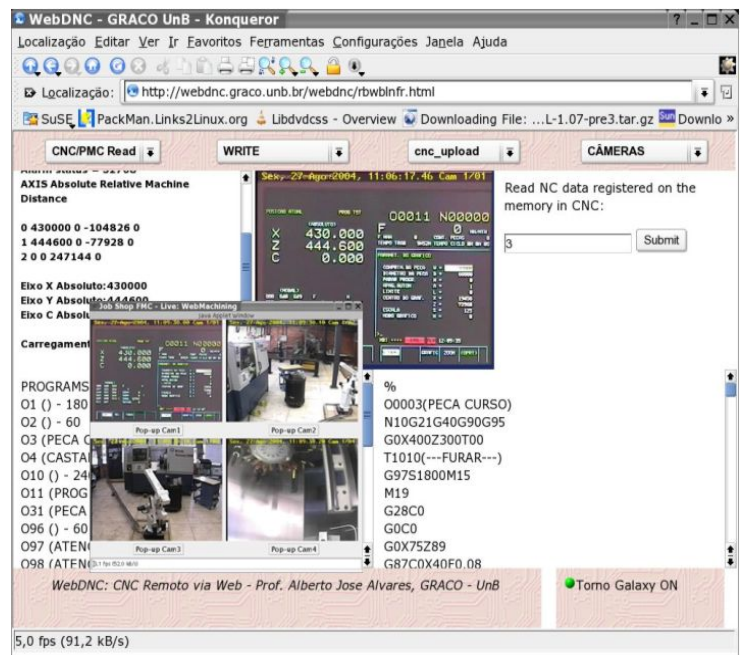 WebDNC - GRACO UnB - Konqueror
Localização Editar Ver Ir Favoritos Ferramentas Configurações Janela Ajuda
Localização: http://webdnc.graco.unb.br/webdnc/rbwblnfr.html
SuSE PackMan.Links2Linux.org Libdvdcss - Overview Downloading File: ...L-1.07-pre3.tar.gz Downlo »
CNC/PMC Read WRITE cnc_upload CÂMERAS
Alarm status = 32768
AXIS Absolute Relative Machine
Distance
0 430000 0 -104826 0
1 444600 0 -77928 0
2 0 0 247144 0
Eixo X Absoluto:430000
Eixo Y Absoluto:444600
Eixo C Absolu
Carregament
Sex, 27-Ago-2004, 11:06:17.46 Cam 1/01
O0011 N00000
X 430.000
Z 444.600
C 0.000
Read NC data registered on the
memory in CNC:
3 Submit
Job Shop FMC - Live: WebMachining
Java Applet Window
Pop-up Cam1 Pop-up Cam2
Pop-up Cam3 Pop-up Cam4
PROGRAMS
O1 () - 180
O2 () - 60
O3 (PECA C
O4 (CASTAI
O10 () - 24
O11 (PROG
O31 (PECA
O96 () - 60
O97 (ATEN
O98 (ATEN
%
O0003(PECA CURSO)
N10G21G40G90G95
G0X400Z300T00
T1010(---FURAR---)
G97S1800M15
M19
G28C0
G0C0
G0X75Z89
G87C0X40F0.08
WebDNC: CNC Remoto via Web - Prof. Alberto Jose Alvares, GRACO - UnB
Torno Galaxy ON
5,0 fps (91,2 kB/s)